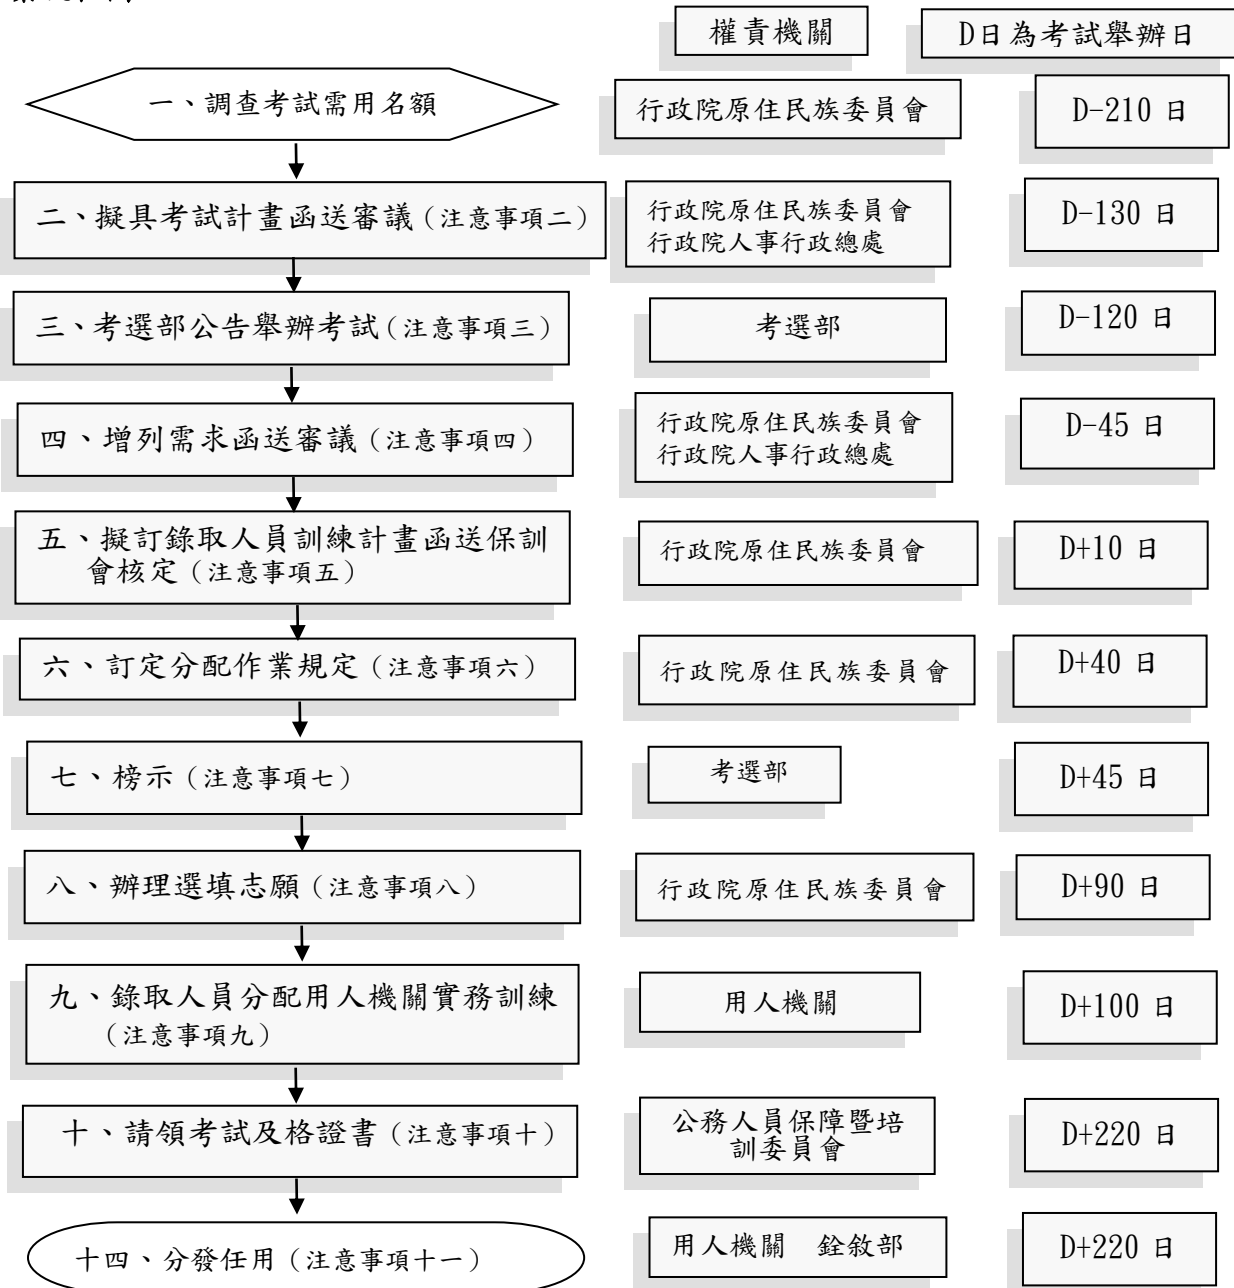 權責機關
D日為考試舉辦日
一、調查考試需用名額
行政院原住民族委員會
D-210 日
二、擬具考試計畫函送審議（注意事項二）
行政院原住民族委員會
行政院人事行政總處
D-130 日
三、考選部公告舉辦考試（注意事項三）
考選部
D-120 日
四、增列需求函送審議（注意事項四）
行政院原住民族委員會
行政院人事行政總處
D-45 日
五、擬訂錄取人員訓練計畫函送保訓
會核定（注意事項五）
行政院原住民族委員會
D+10 日
六、訂定分配作業規定（注意事項六）
行政院原住民族委員會
D+40 日
七、榜示（注意事項七）
考選部
D+45 日
八、辦理選填志願（注意事項八）
行政院原住民族委員會
D+90 日
九、錄取人員分配用人機關實務訓練
（注意事項九）
用人機關
D+100 日
十、請領考試及格證書（注意事項十）
公務人員保障暨培
訓委員會
D+220 日
十四、分發任用（注意事項十一）
用人機關　銓敘部
D+220 日